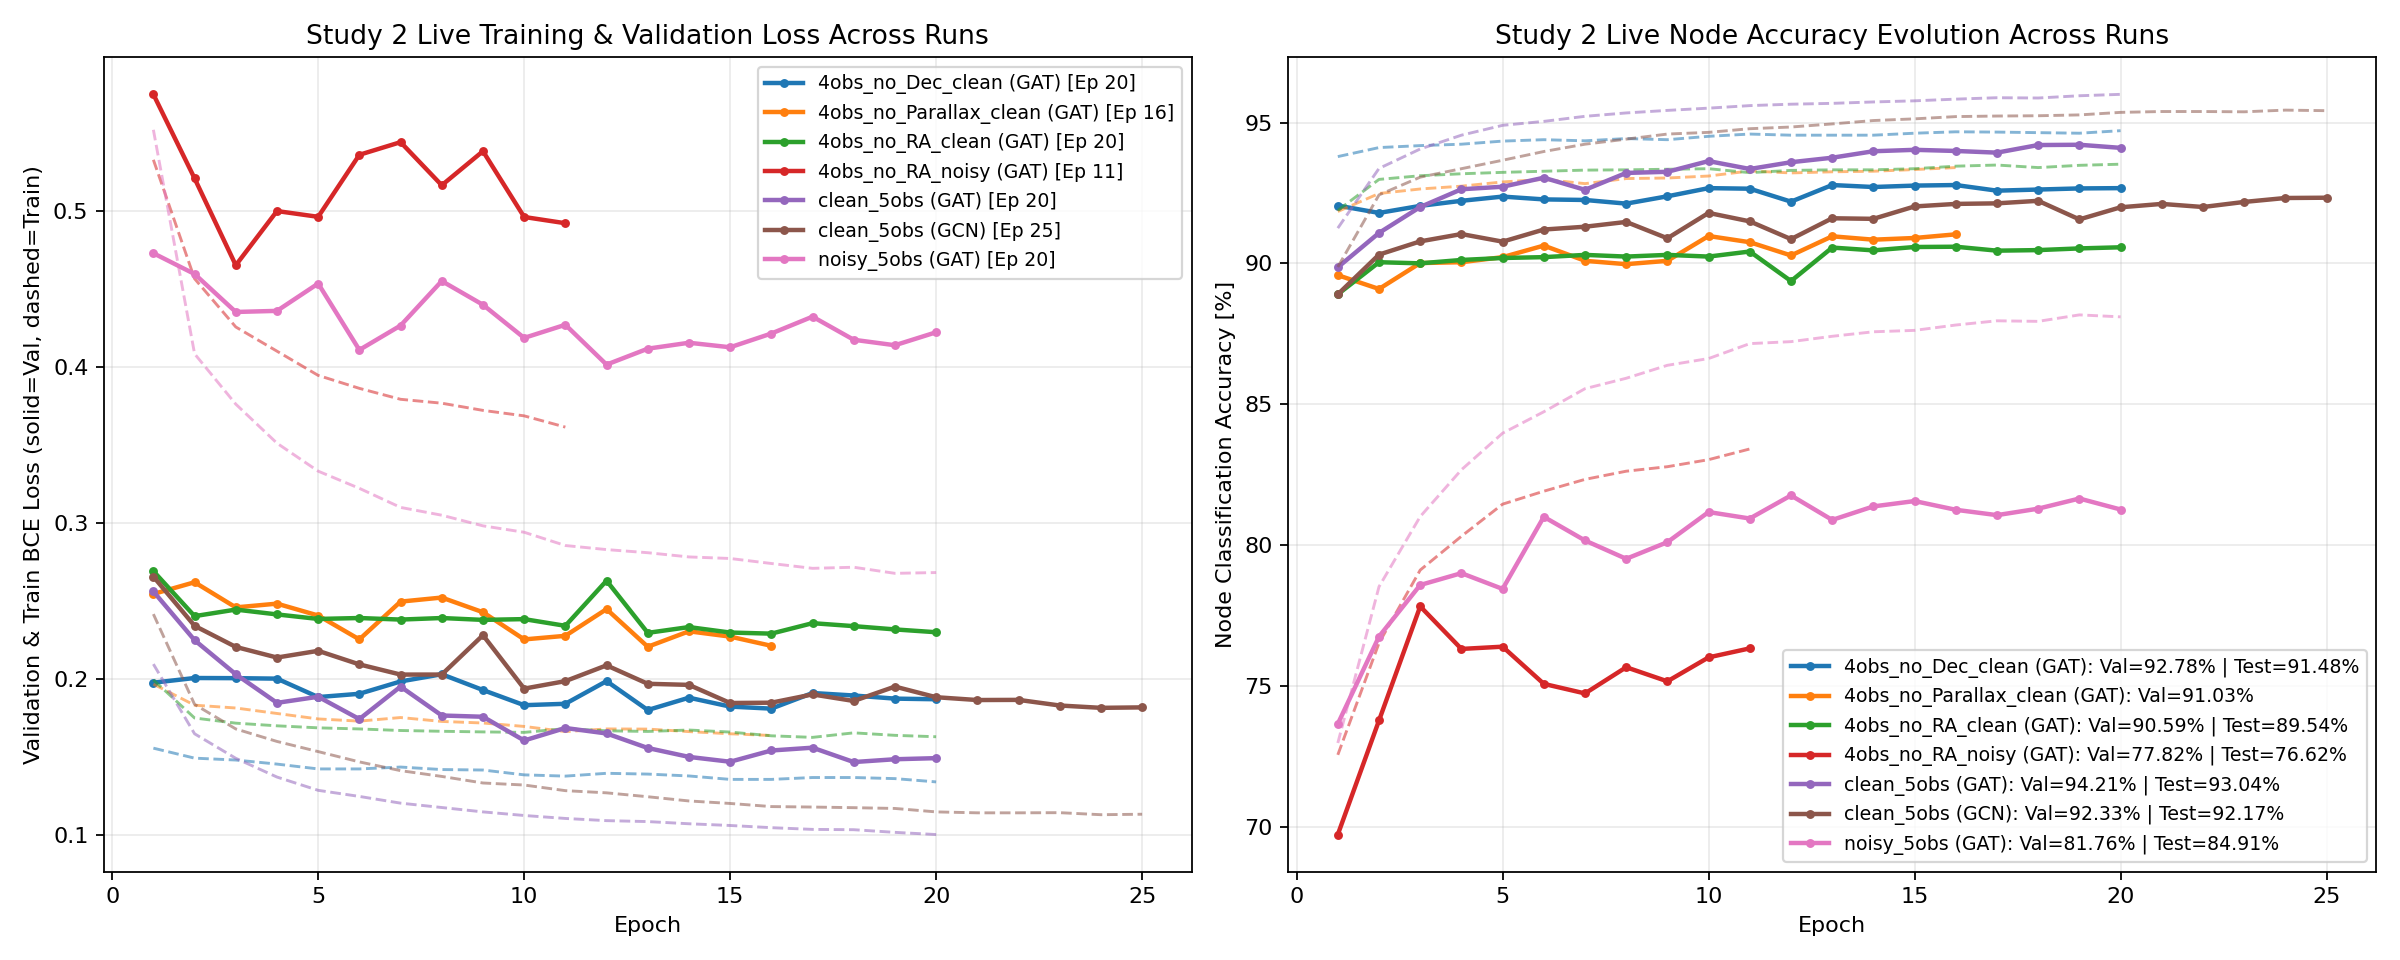 Study 2 Live Training & Validation Loss Across Runs
Validation & Train BCE Loss (solid=Val, dashed=Train)
0.5
0.4
0.3
0.2
0.1
4obs_no_Dec_clean (GAT) [Ep 20]
4obs_no_Parallax_clean (GAT) [Ep 16]
4obs_no_RA_clean (GAT) [Ep 20]
4obs_no_RA_noisy (GAT) [Ep 11]
clean_5obs (GAT) [Ep 20]
clean_5obs (GCN) [Ep 25]
noisy_5obs (GAT) [Ep 20]
0 5 10 15 20 25
Epoch
Study 2 Live Node Accuracy Evolution Across Runs
Node Classification Accuracy [%]
95
90
85
80
75
70
4obs_no_Dec_clean (GAT): Val=92.78% | Test=91.48%
4obs_no_Parallax_clean (GAT): Val=91.03%
4obs_no_RA_clean (GAT): Val=90.59% | Test=89.54%
4obs_no_RA_noisy (GAT): Val=77.82% | Test=76.62%
clean_5obs (GAT): Val=94.21% | Test=93.04%
clean_5obs (GCN): Val=92.33% | Test=92.17%
noisy_5obs (GAT): Val=81.76% | Test=84.91%
0 5 10 15 20 25
Epoch